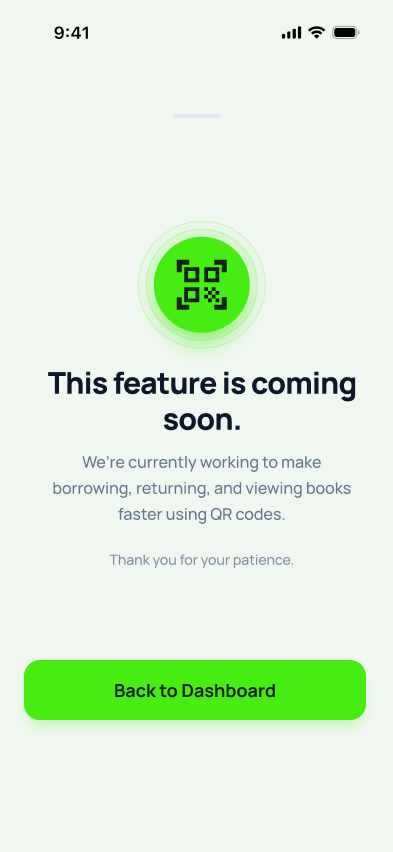 9:41
This feature is coming
soon.
We’re currently working to make
borrowing, returning, and viewing books
faster using QR codes.
Thank you for your patience.
Back to Dashboard